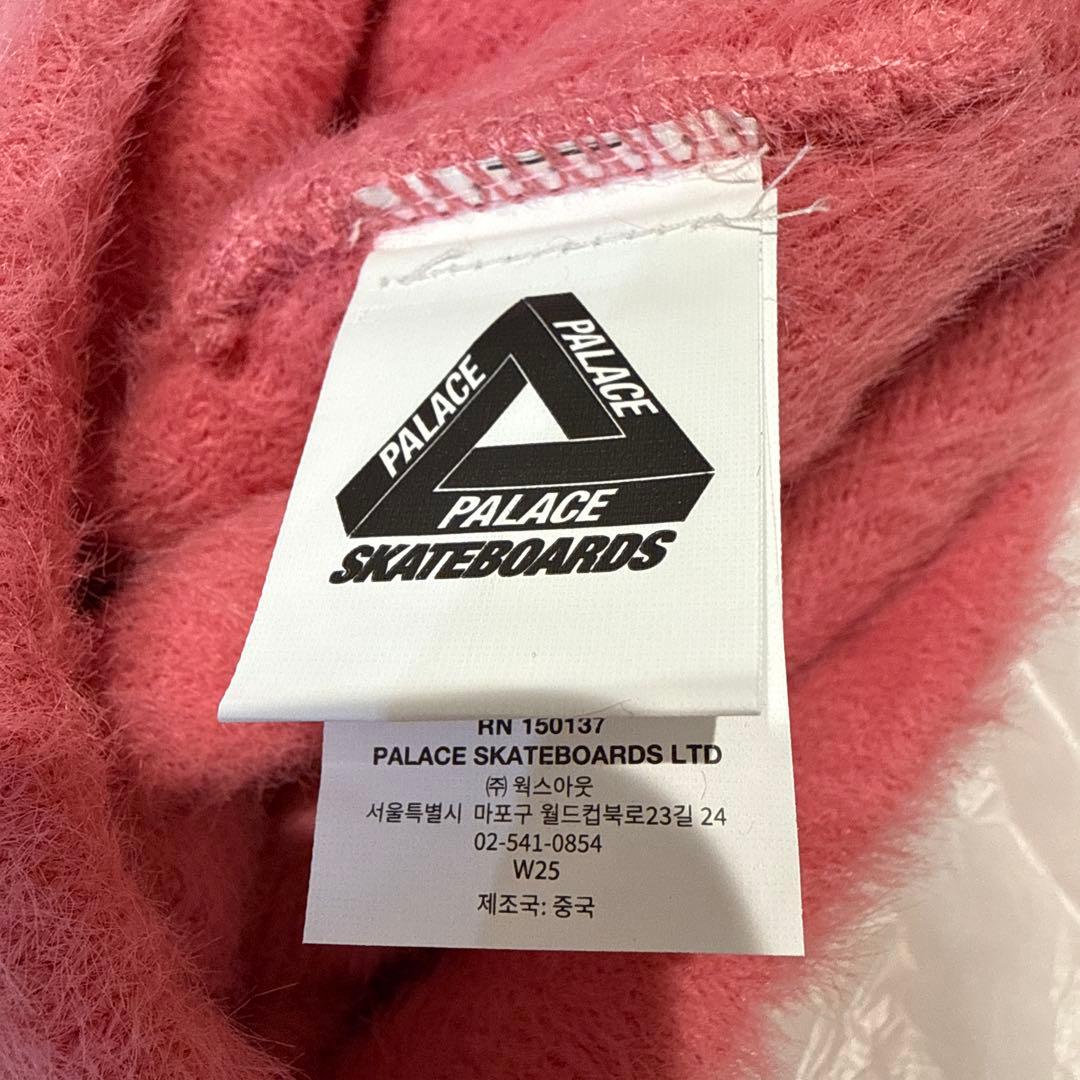 PALACE
PALACE
PALACE
SKATEBOARDS
RN 150137
PALACE SKATEBOARDS LTD
㈜ 웍스아웃
서울특별시 마포구 월드컵북로23길 24
02-541-0854
W25
제조국: 중국